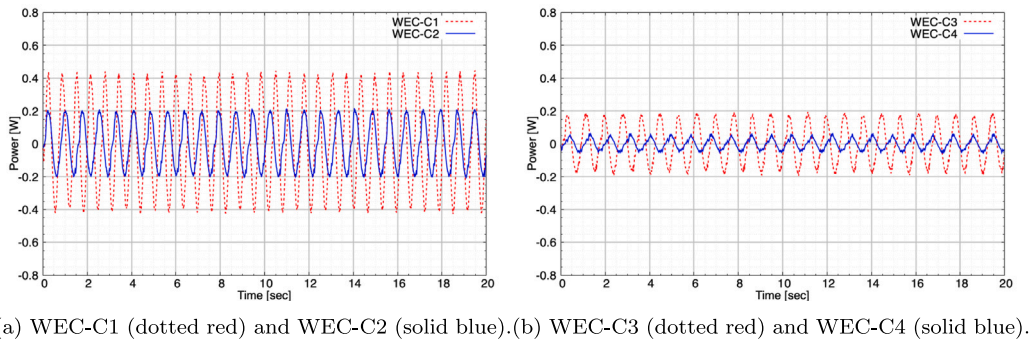 WEC-C1
WEC-C2
0.8
0.6
0.4
0.2
0
-0.2
-0.4
-0.6
-0.8
Power [W]
0 2 4 6 8 10 12 14 16 18 20
Time [sec]
WEC-C3
WEC-C4
0.8
0.6
0.4
0.2
0
-0.2
-0.4
-0.6
-0.8
Power [W]
0 2 4 6 8 10 12 14 16 18 20
Time [sec]
a) WEC-C1 (dotted red) and WEC-C2 (solid blue).
(b) WEC-C3 (dotted red) and WEC-C4 (solid blue).